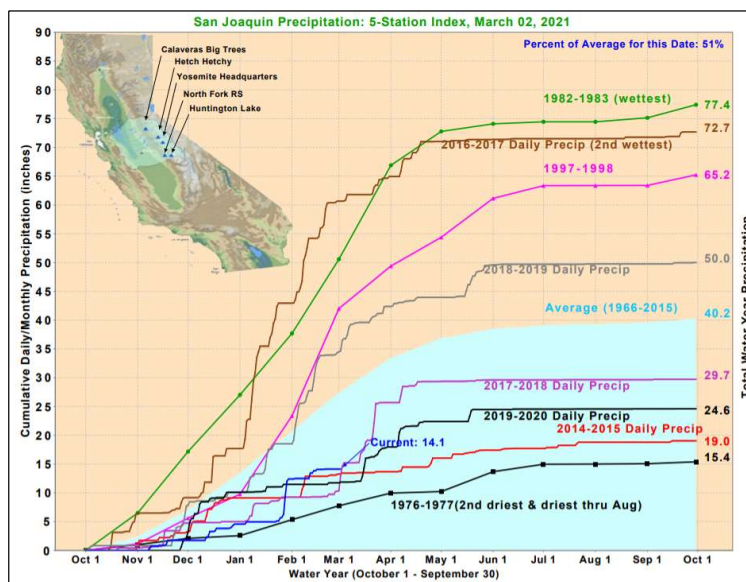 San Joaquin Precipitation: 5-Station Index, March 02, 2021
Percent of Average for this Date: 51%
Calaveras Big Trees
Hetch Hetchy
Yosemite Headquarters
North Fork RS
Huntington Lake
1982-1983 (wettest)
77.4
2016-2017 Daily Precip (2nd wettest)
72.7
1997-1998
65.2
2018-2019 Daily Precip
50.0
Average (1966-2015)
40.2
2017-2018 Daily Precip
29.7
2019-2020 Daily Precip
24.6
2014-2015 Daily Precip
19.0
Current: 14.1
15.4
1976-1977(2nd driest & driest thru Aug)
Cumulative Daily/Monthly Precipitation (inches)
90
85
80
75
70
65
60
55
50
45
40
35
30
25
20
15
10
5
0
Total Water Year Precipitation
Oct 1 Nov 1 Dec 1 Jan 1 Feb 1 Mar 1 Apr 1 May 1 Jun 1 Jul 1 Aug 1 Sep 1 Oct 1
Water Year (October 1 - September 30)